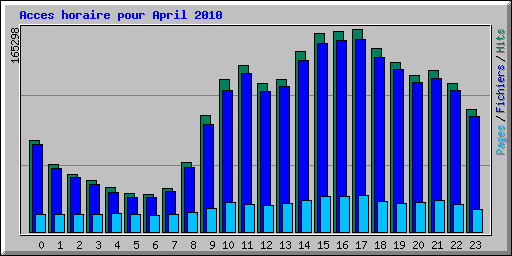 Acces horaire pour April 2010
165298
Pages / Fichiers / Hits
0 1 2 3 4 5 6 7 8 9 10 11 12 13 14 15 16 17 18 19 20 21 22 23